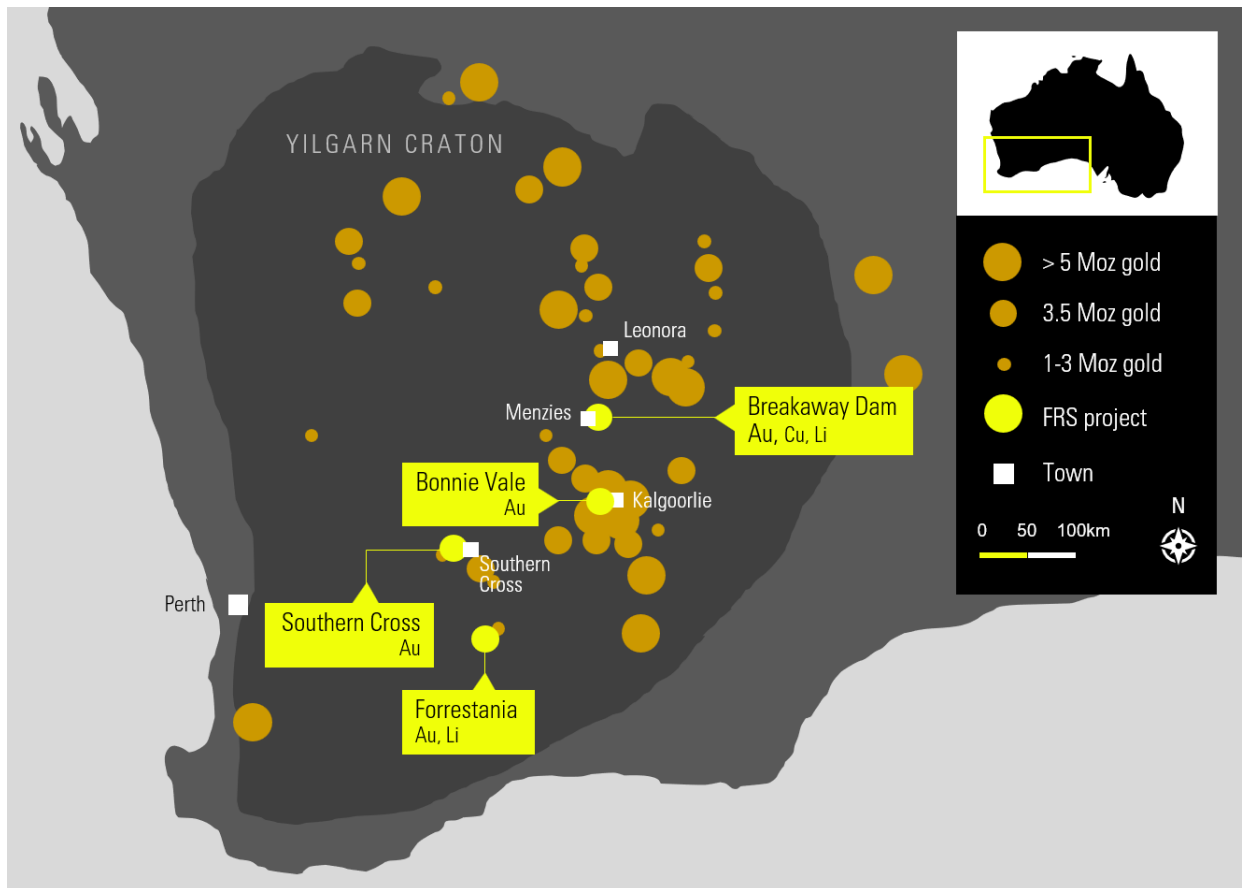 YILGARN CRATON
> 5 Moz gold
3.5 Moz gold
1-3 Moz gold
FRS project
Town
N
0 50 100km
Leonora
Menzies
Breakaway Dam
Au, Cu, Li
Bonnie Vale
Au
Kalgoorlie
Southern
Cross
Perth
Southern Cross
Au
Forrestania
Au, Li